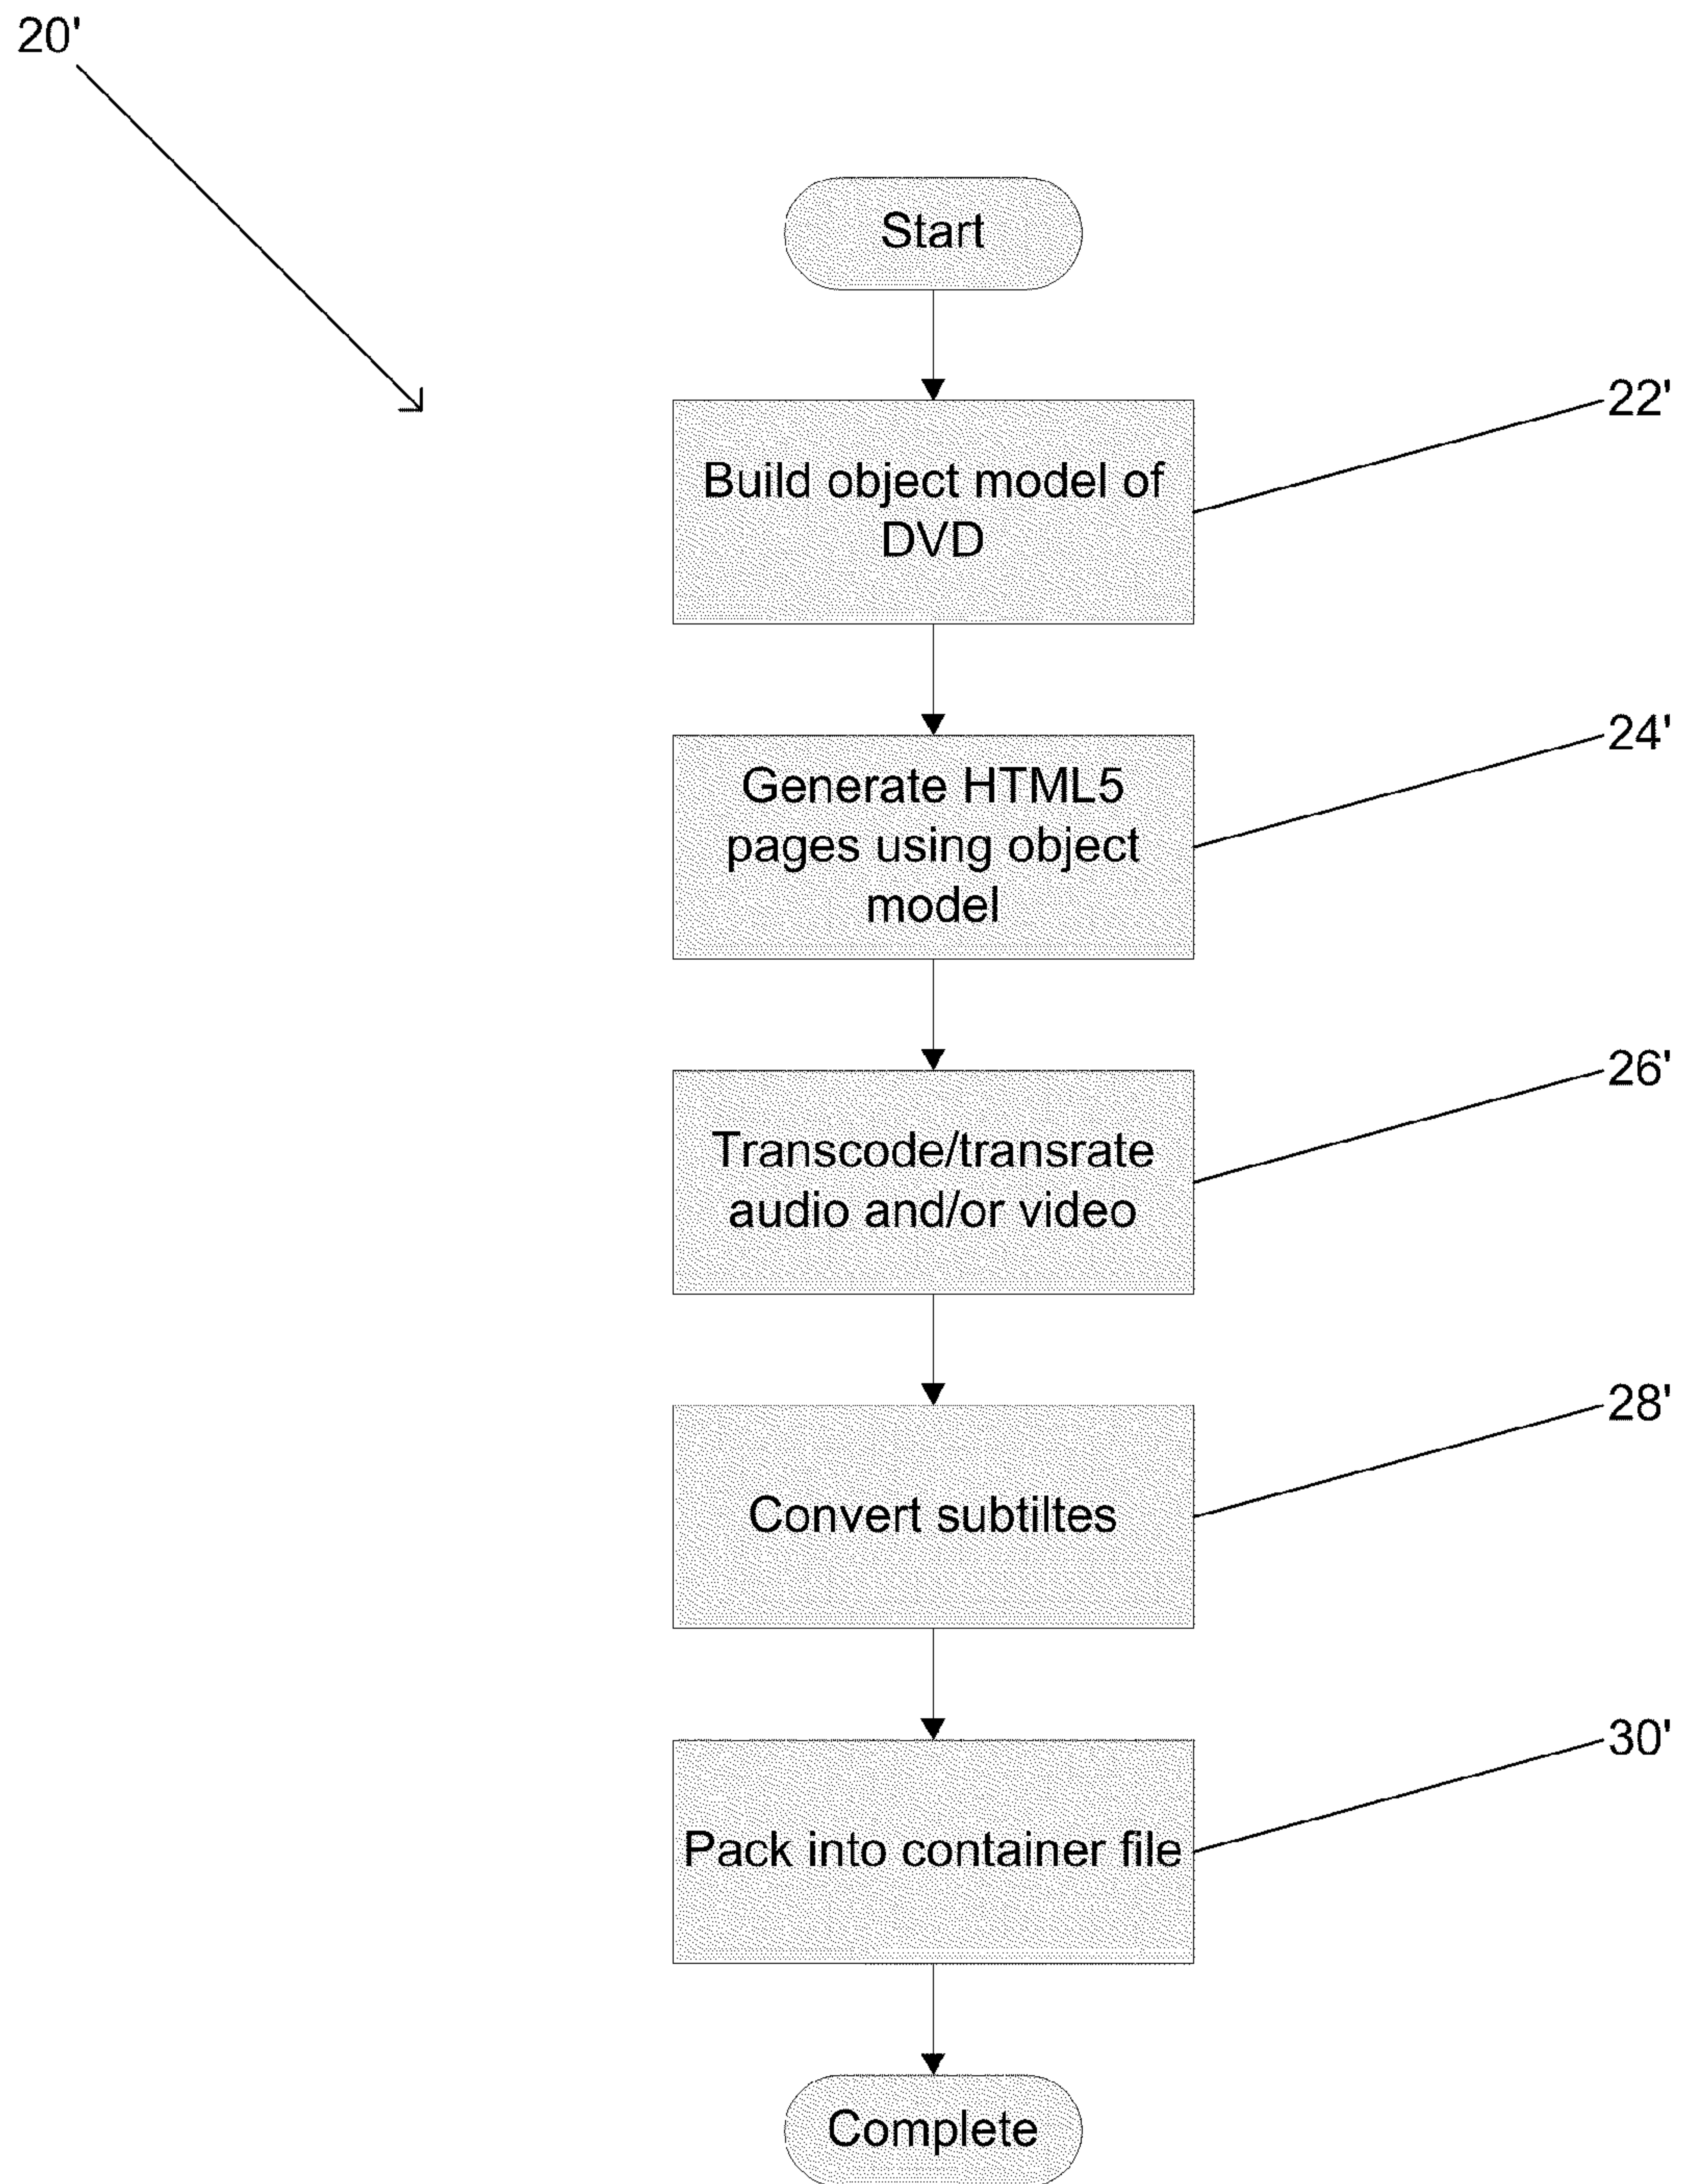 20'
Start
22'
Build object model of
DVD
24'
Generate HTML5
pages using object
model
26'
Transcode/transrate
audio and/or video
28'
Convert subtiltes
30'
Pack into container file
Complete